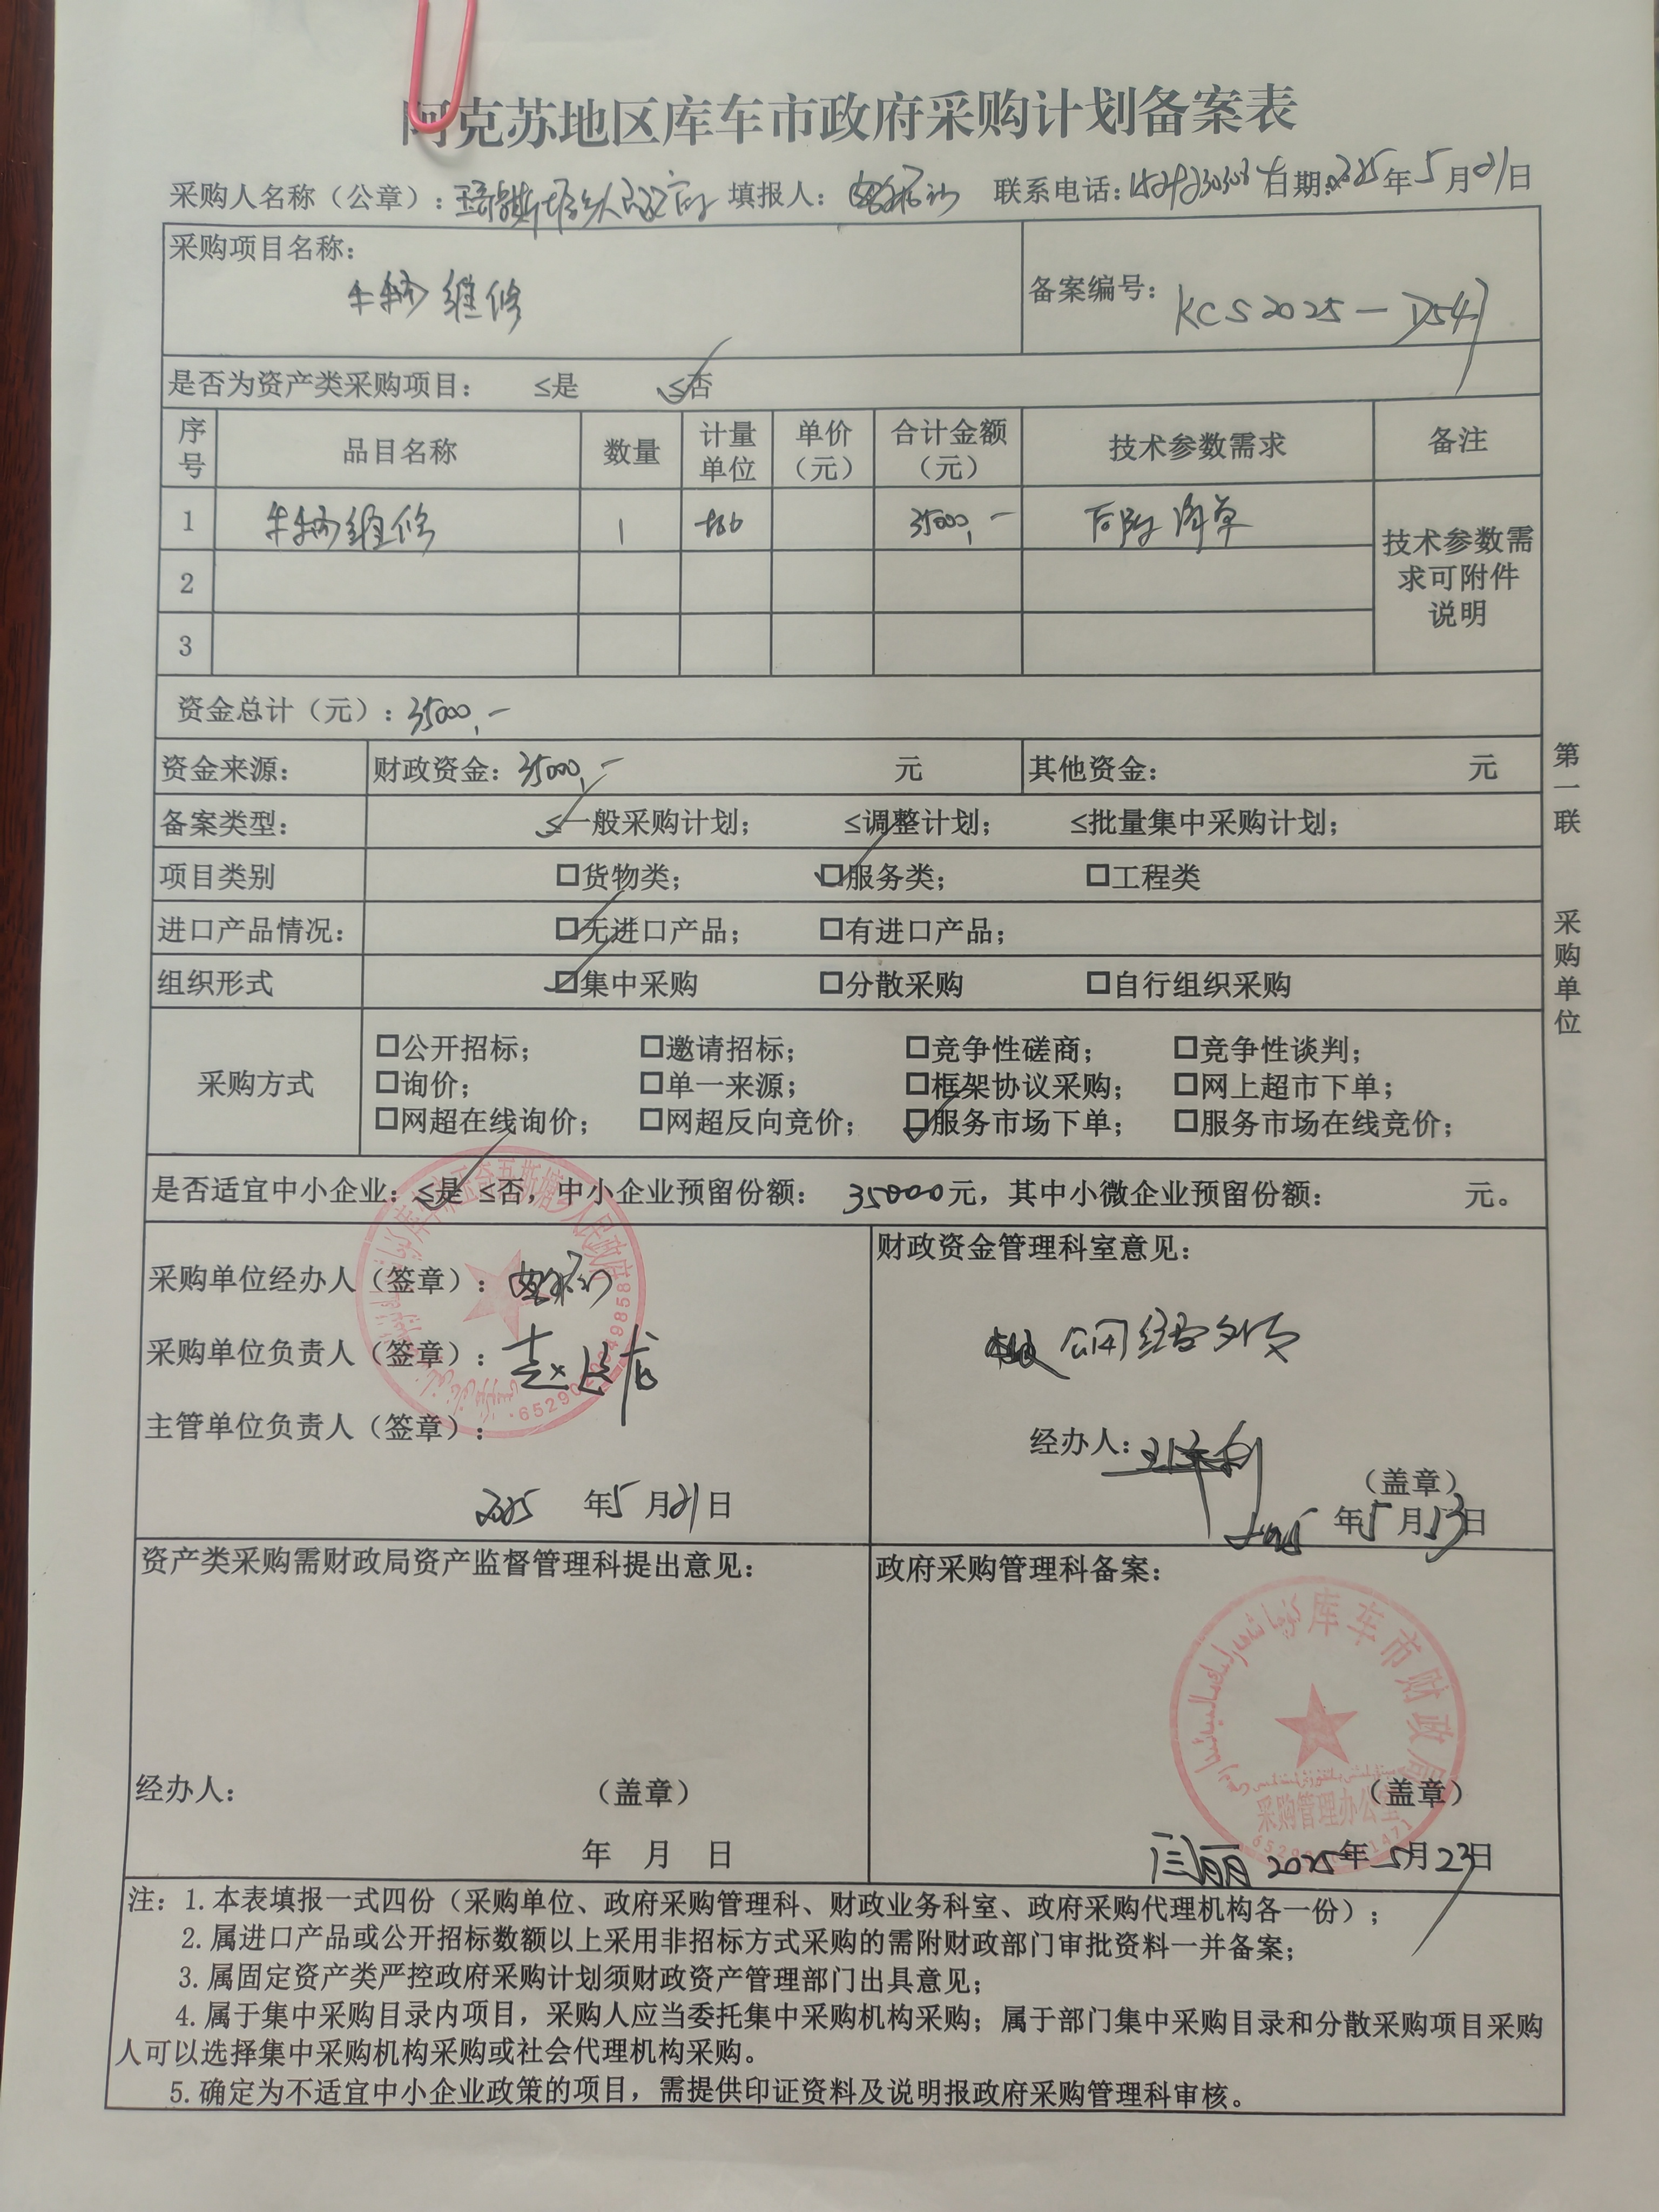 阿克苏地区库车市政府采购计划备案表
采购人名称（公章）： 填报人： 联系电话： 日期：2025年5月21日
采购项目名称：
车辆维修
备案编号：KCS2025—D547
是否为资产类采购项目： ≤是 ≤否
序号 品目名称 数量 计量单位 单价（元） 合计金额（元） 技术参数需求 备注
1 车辆维修 1 批 35000,— 后附清单 技术参数需求可附件说明
2
3
资金总计（元）：35000,—
资金来源： 财政资金：35000,— 元 其他资金： 元
备案类型： ≤一般采购计划； ≤调整计划； ≤批量集中采购计划；
项目类别 □货物类； □服务类； □工程类
进口产品情况： □无进口产品； □有进口产品；
组织形式 □集中采购 □分散采购 □自行组织采购
采购方式
□公开招标； □邀请招标； □竞争性磋商； □竞争性谈判；
□询价； □单一来源； □框架协议采购； □网上超市下单；
□网超在线询价； □网超反向竞价； □服务市场下单； □服务市场在线竞价；
是否适宜中小企业：≤是 ≤否，中小企业预留份额： 35000元，其中小微企业预留份额： 元。
采购单位经办人（签章）：
采购单位负责人（签章）：
主管单位负责人（签章）：
2025 年5月21日
财政资金管理科室意见：
公用经费列支
经办人：
（盖章）
2025 年5月23日
资产类采购需财政局资产监督管理科提出意见：
经办人： （盖章）
年 月 日
政府采购管理科备案：
库车市财政局
采购管理办公室
（盖章）
闫丽 2025年5月23日
注：1.本表填报一式四份（采购单位、政府采购管理科、财政业务科室、政府采购代理机构各一份）；
2.属进口产品或公开招标数额以上采用非招标方式采购的需附财政部门审批资料一并备案；
3.属固定资产类严控政府采购计划须财政资产管理部门出具意见；
4.属于集中采购目录内项目，采购人应当委托集中采购机构采购；属于部门集中采购目录和分散采购项目采购
人可以选择集中采购机构采购或社会代理机构采购。
5.确定为不适宜中小企业政策的项目，需提供印证资料及说明报政府采购管理科审核。
第一联 采购单位